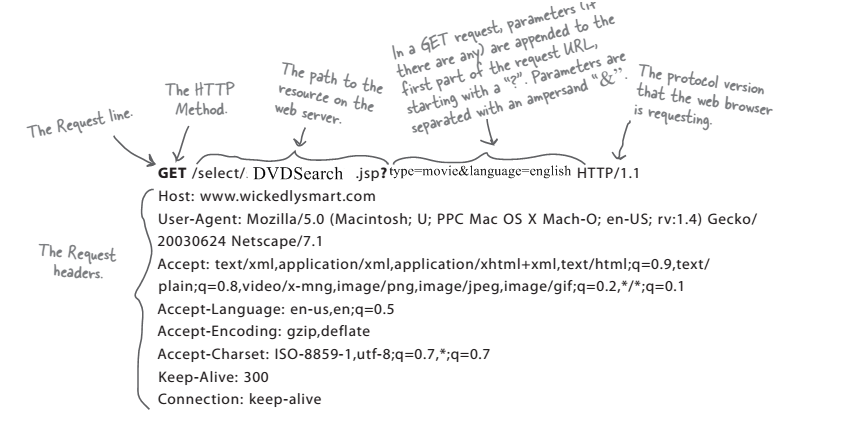 In a GET request, parameters (if
there are any) are appended to the
first part of the request URL,
starting with a "?". Parameters are
separated with an ampersand "&".
The path to the
resource on the
web server.
The HTTP
Method.
The Request line.
The protocol version
that the web browser
is requesting.
GET /select/. DVDSearch .jsp?type=movie&language=english HTTP/1.1
Host: www.wickedlysmart.com
User-Agent: Mozilla/5.0 (Macintosh; U; PPC Mac OS X Mach-O; en-US; rv:1.4) Gecko/
20030624 Netscape/7.1
Accept: text/xml,application/xml,application/xhtml+xml,text/html;q=0.9,text/
plain;q=0.8,video/x-mng,image/png,image/jpeg,image/gif;q=0.2,*/*;q=0.1
Accept-Language: en-us,en;q=0.5
Accept-Encoding: gzip,deflate
Accept-Charset: ISO-8859-1,utf-8;q=0.7,*;q=0.7
Keep-Alive: 300
Connection: keep-alive
The Request
headers.